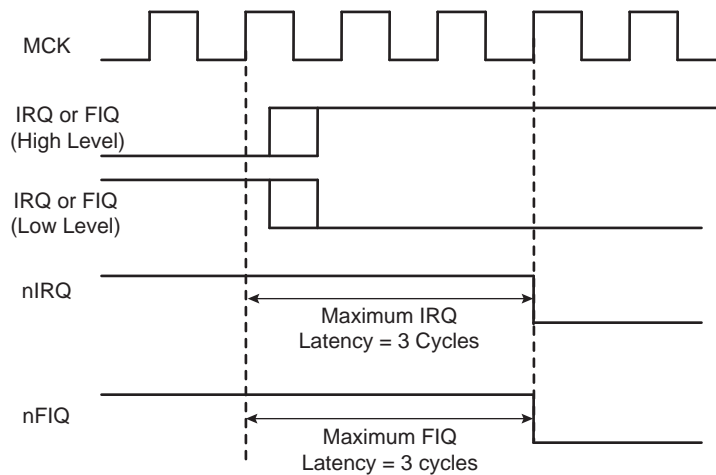 MCK
IRQ or FIQ
(High Level)
IRQ or FIQ
(Low Level)
nIRQ
Maximum IRQ
Latency = 3 Cycles
nFIQ
Maximum FIQ
Latency = 3 cycles